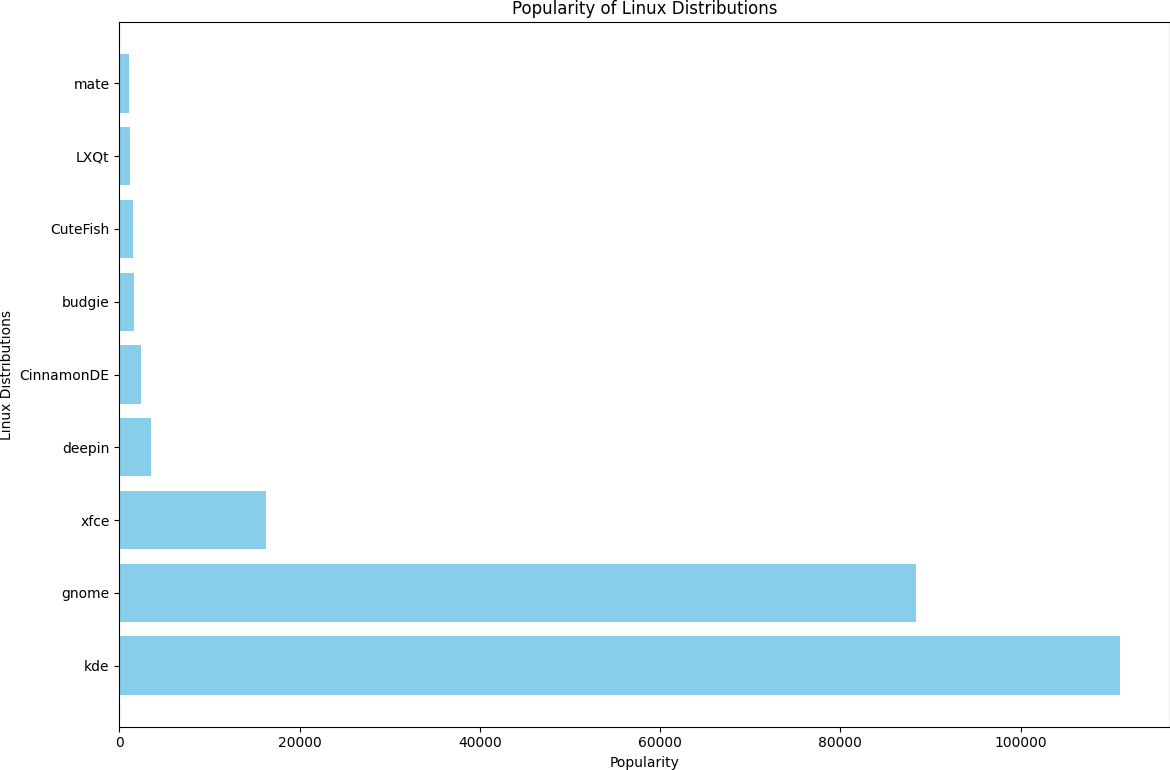 Popularity of Linux Distributions
mate
LXQt
CuteFish
budgie
CinnamonDE
deepin
xfce
gnome
kde
Linux Distributions
0 20000 40000 60000 80000 100000
Popularity